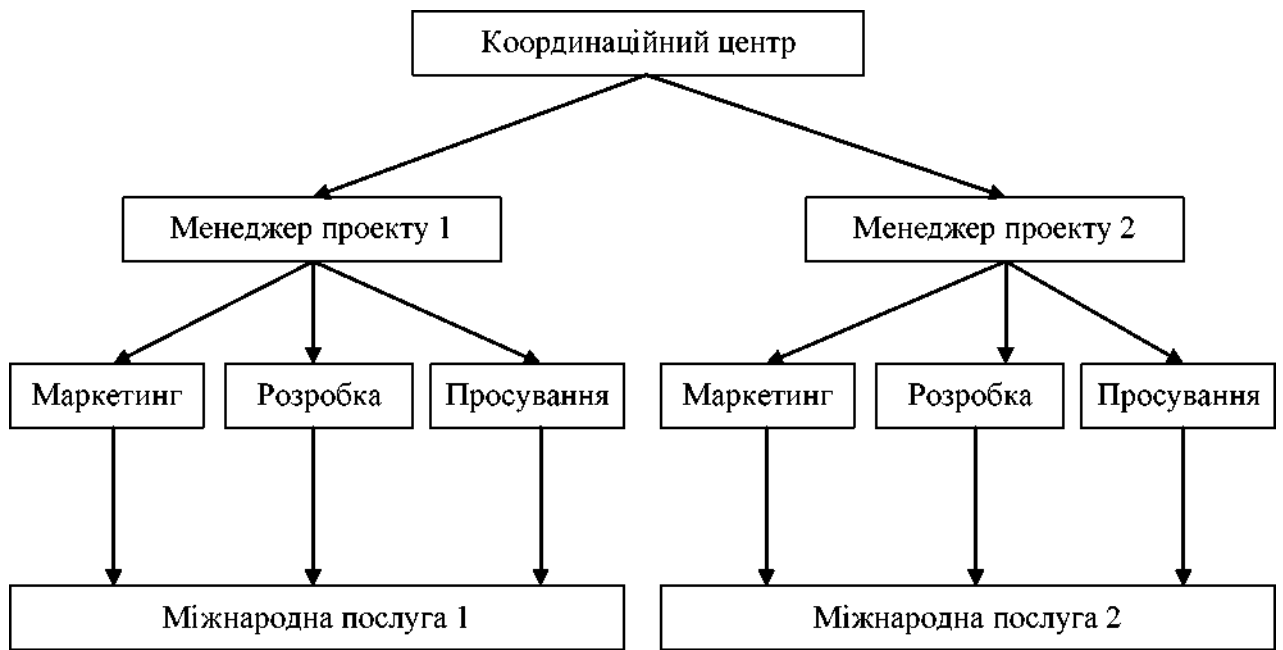 Координаційний центр
Менеджер проекту 1
Менеджер проекту 2
Маркетинг
Розробка
Просування
Маркетинг
Розробка
Просування
Міжнародна послуга 1
Міжнародна послуга 2